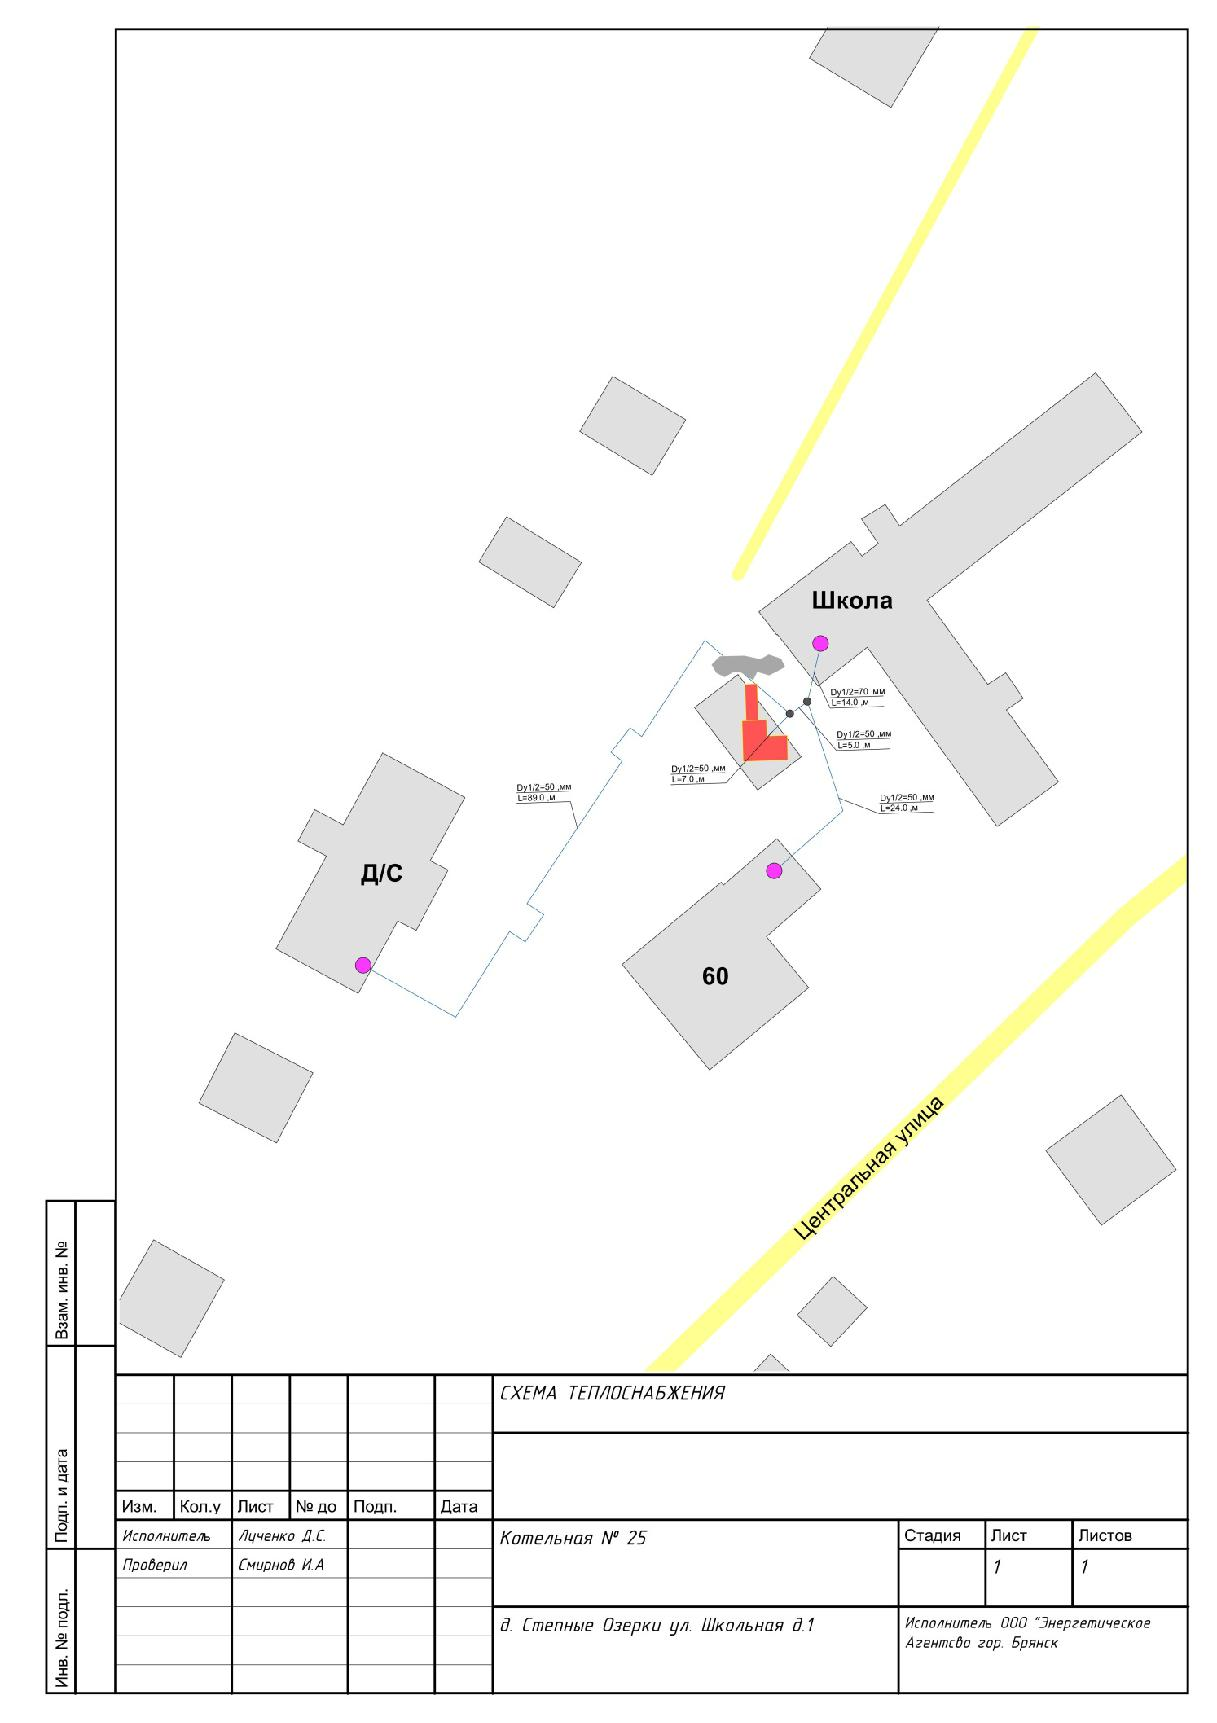 Школа
Dy1/2=70 ,мм
L=14.0 ,м
Dy1/2=50 ,мм
L=5.0 ,м
Dy1/2=50 ,мм
L=7.0 ,м
Dy1/2=50 ,мм
L=89.0 ,м
Dy1/2=50 ,мм
L=24.0 ,м
Д/С
60
Центральная улица
Взам. инв. №
Подп. и дата
Инв. № подл.
СХЕМА ТЕПЛОСНАБЖЕНИЯ
Изм. Кол.у Лист № до Подп. Дата
Исполнитель Личенко Д.С.
Проверил Смирнов И.А
Котельная № 25
Стадия Лист Листов
1 1
д. Степные Озерки ул. Школьная д.1
Исполнитель ООО "Энергетическое
Агентсво гор. Брянск